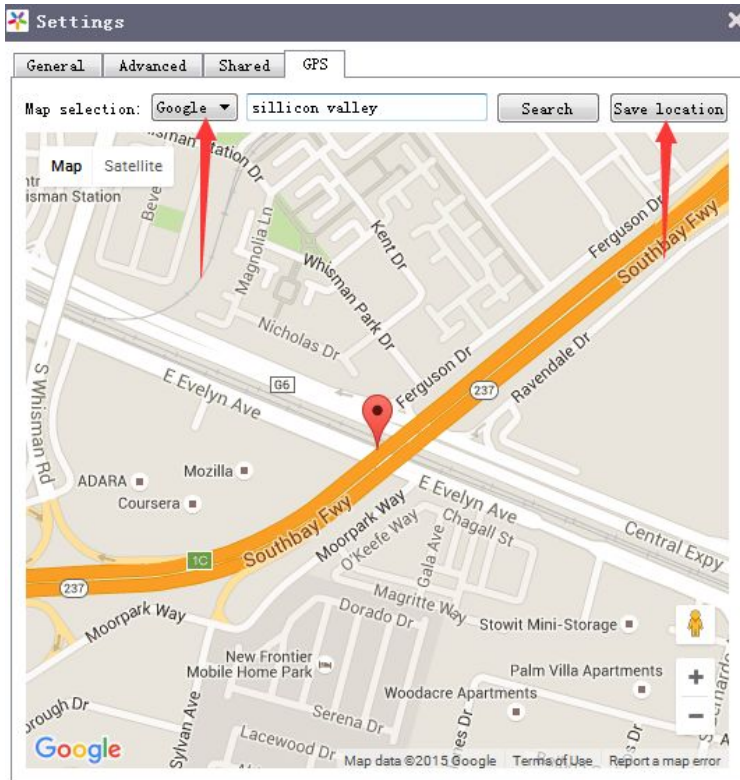 Settings
General Advanced Shared GPS
Map selection: Google sillicon valley Search Save location
Map Satellite
isman Station
Magnolia Ln
Kent Dr
Whisman Park Dr
Nicholas Dr
Ferguson Dr
Southbay Fwy
Ferguson Dr
Ravendale Dr
237
S Whisman Rd
E Evelyn Ave
G6
ADARA
Mozilla
Coursera
E Evelyn Ave
Central Expy
1C
Southbay Fwy
Moorpark Way
O'Keefe Way
Gala Ave
Chagall St
237
Moorpark Way
Magritte Way
Dorado Dr
Stowit Mini-Storage
New Frontier
Mobile Home Park
Palm Villa Apartments
Woodacre Apartments
Sylvan Ave
Serena Dr
Lacewood Dr
+
−
Google
Map data ©2015 Google Terms of Use Report a map error